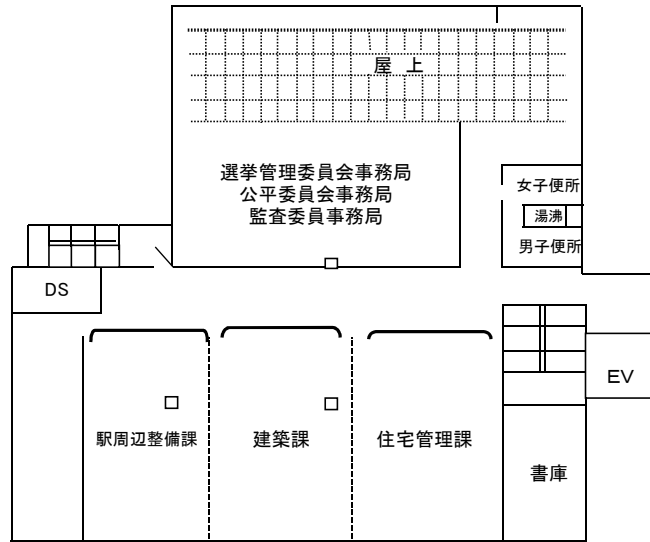 屋上
選挙管理委員会事務局
公平委員会事務局
監査委員事務局
女子便所
湯沸
男子便所
DS
EV
駅周辺整備課
建築課
住宅管理課
書庫